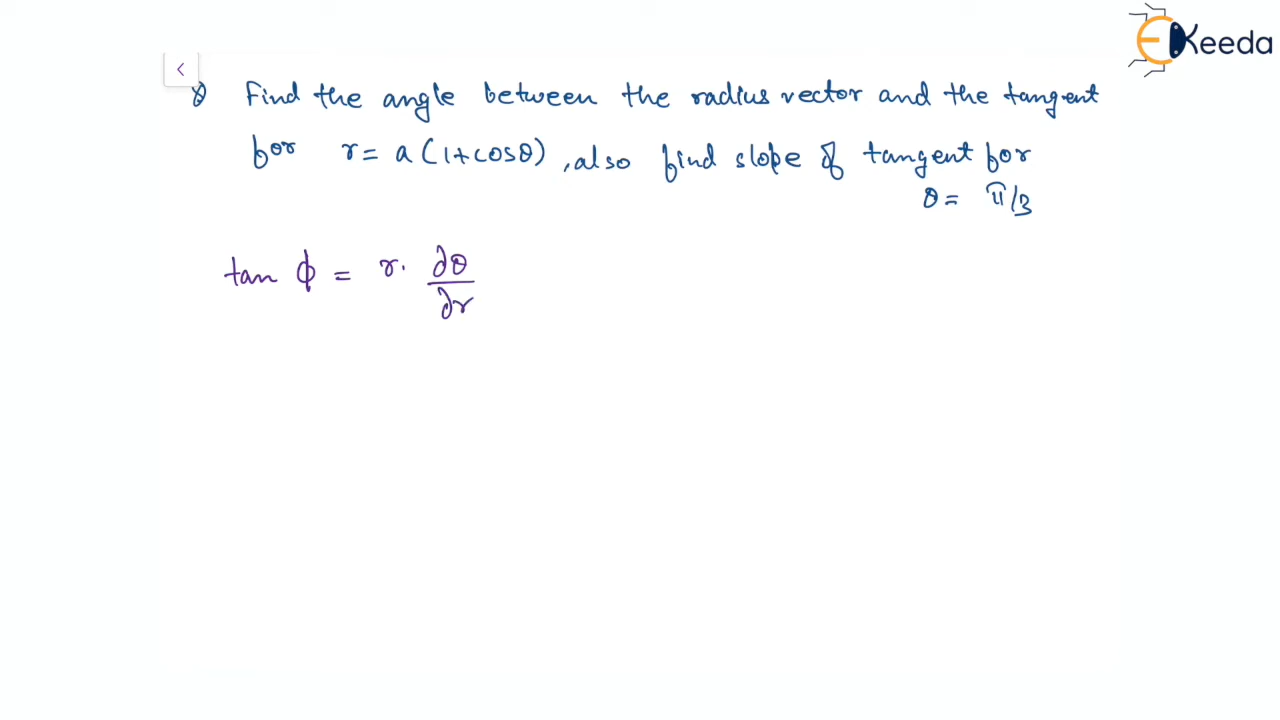 EKeeda
Find the angle between the radius vector and the tangent
for r = a(1+cosθ), also find slope of tangent for
θ = π/3
tan ϕ = r. ∂θ/∂r